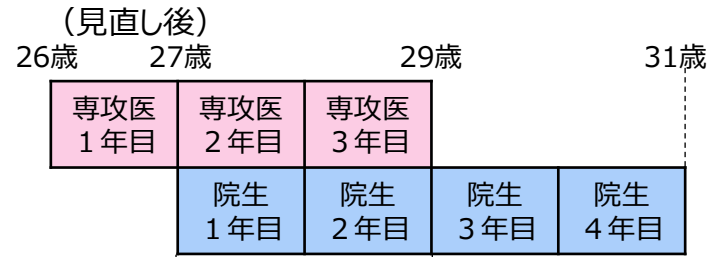 （見直し後）
26歳 27歳 29歳 31歳
専攻医 専攻医 専攻医
１年目 ２年目 ３年目
院生 院生 院生 院生
１年目 ２年目 ３年目 ４年目